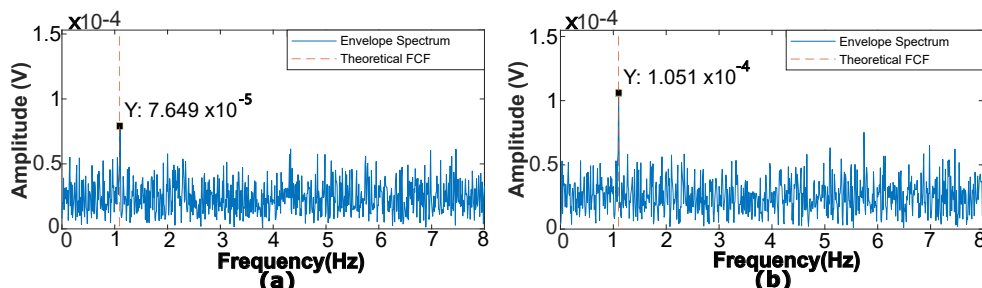 x10-4
1.5
Envelope Spectrum
Theoretical FCF
Amplitude (V)
1
Y: 7.649 x10-5
0.5
0
0 1 2 3 4 5 6 7 8
Frequency(Hz)
(a)
x10-4
1.5
Envelope Spectrum
Theoretical FCF
Amplitude (V)
Y: 1.051 x10-4
1
0.5
0
0 1 2 3 4 5 6 7 8
Frequency(Hz)
(b)